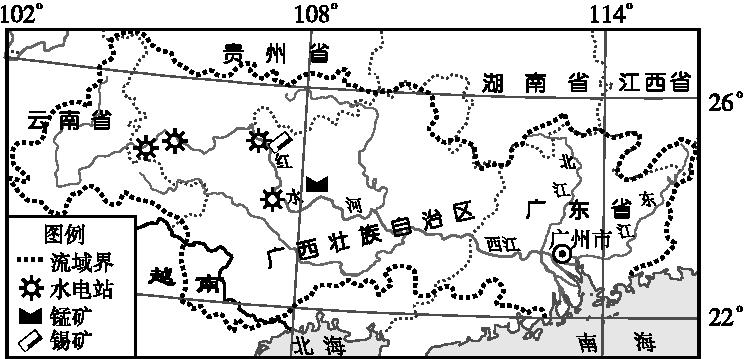 102° 108° 114°
贵州省
湖南省 江西省
26°
云南省
红水河
北江
东江
广东省
广西壮族自治区
西江
广州市
越南
22°
北海
南海
图例
流域界
水电站
锰矿
锡矿